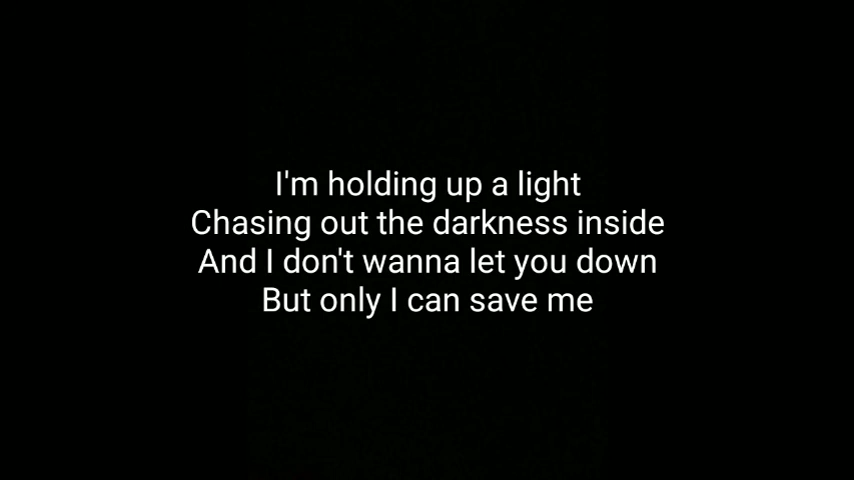 I'm holding up a light
Chasing out the darkness inside
And I don't wanna let you down
But only I can save me